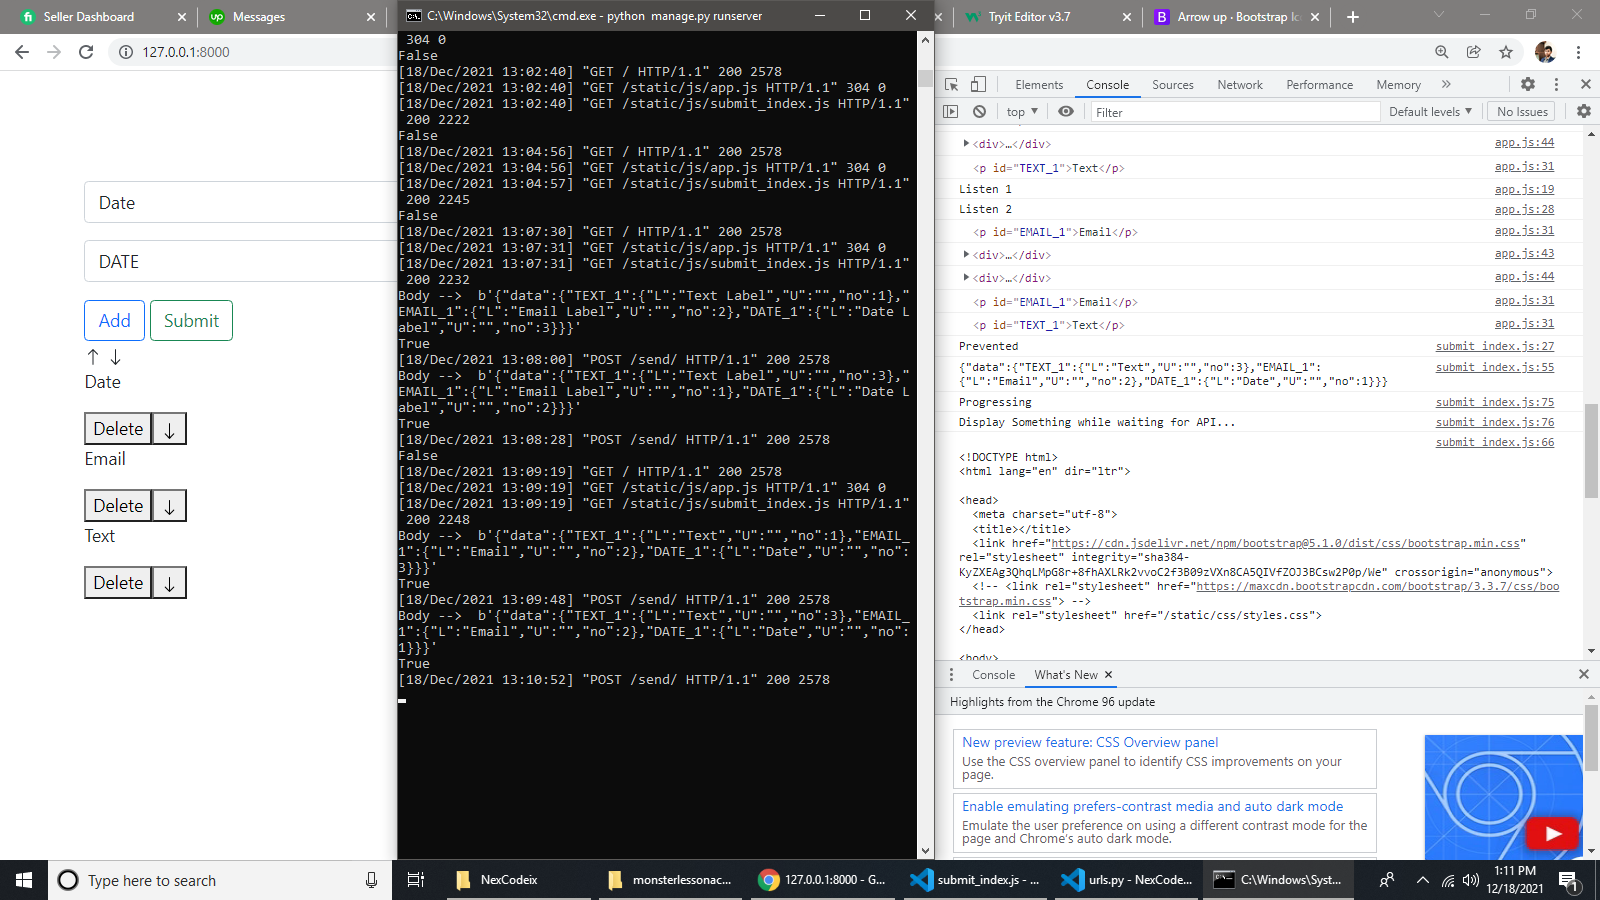 Seller Dashboard
Messages
C:\Windows\System32\cmd.exe - python  manage.py runserver
Tryit Editor v3.7
Arrow up · Bootstrap Ic
127.0.0.1:8000
Date
DATE
Add Submit
↑ ↓
Date
Delete ↓
Email
Delete ↓
Text
Delete ↓
304 0
False
[18/Dec/2021 13:02:40] "GET / HTTP/1.1" 200 2578
[18/Dec/2021 13:02:40] "GET /static/js/app.js HTTP/1.1" 304 0
[18/Dec/2021 13:02:40] "GET /static/js/submit_index.js HTTP/1.1"
200 2222
False
[18/Dec/2021 13:04:56] "GET / HTTP/1.1" 200 2578
[18/Dec/2021 13:04:56] "GET /static/js/app.js HTTP/1.1" 304 0
[18/Dec/2021 13:04:57] "GET /static/js/submit_index.js HTTP/1.1"
200 2245
False
[18/Dec/2021 13:07:30] "GET / HTTP/1.1" 200 2578
[18/Dec/2021 13:07:31] "GET /static/js/app.js HTTP/1.1" 304 0
[18/Dec/2021 13:07:31] "GET /static/js/submit_index.js HTTP/1.1"
200 2232
Body -->  b'{"data":{"TEXT_1":{"L":"Text Label","U":"","no":1},"
EMAIL_1":{"L":"Email Label","U":"","no":2},"DATE_1":{"L":"Date L
abel","U":"","no":3}}}'
True
[18/Dec/2021 13:08:00] "POST /send/ HTTP/1.1" 200 2578
Body -->  b'{"data":{"TEXT_1":{"L":"Text Label","U":"","no":3},"
EMAIL_1":{"L":"Email Label","U":"","no":1},"DATE_1":{"L":"Date L
abel","U":"","no":2}}}'
True
[18/Dec/2021 13:08:28] "POST /send/ HTTP/1.1" 200 2578
False
[18/Dec/2021 13:09:19] "GET / HTTP/1.1" 200 2578
[18/Dec/2021 13:09:19] "GET /static/js/app.js HTTP/1.1" 304 0
[18/Dec/2021 13:09:19] "GET /static/js/submit_index.js HTTP/1.1"
200 2248
Body -->  b'{"data":{"TEXT_1":{"L":"Text","U":"","no":1},"EMAIL_
1":{"L":"Email","U":"","no":2},"DATE_1":{"L":"Date","U":"","no":
3}}}'
True
[18/Dec/2021 13:09:48] "POST /send/ HTTP/1.1" 200 2578
Body -->  b'{"data":{"TEXT_1":{"L":"Text","U":"","no":3},"EMAIL_
1":{"L":"Email","U":"","no":2},"DATE_1":{"L":"Date","U":"","no":
1}}}'
True
[18/Dec/2021 13:10:52] "POST /send/ HTTP/1.1" 200 2578
Elements Console Sources Network Performance Memory »
top Filter Default levels No Issues
<div>…</div> app.js:44
<p id="TEXT_1">Text</p> app.js:31
Listen 1 app.js:19
Listen 2 app.js:28
<p id="EMAIL_1">Email</p> app.js:31
<div>…</div> app.js:43
<div>…</div> app.js:44
<p id="EMAIL_1">Email</p> app.js:31
<p id="TEXT_1">Text</p> app.js:31
Prevented submit_index.js:27
{"data":{"TEXT_1":{"L":"Text","U":"","no":3},"EMAIL_1": submit_index.js:55
{"L":"Email","U":"","no":2},"DATE_1":{"L":"Date","U":"","no":1}}}
Progressing submit_index.js:75
Display Something while waiting for API... submit_index.js:76
submit_index.js:66
<!DOCTYPE html>
<html lang="en" dir="ltr">
<head>
<meta charset="utf-8">
<title></title>
<link href="https://cdn.jsdelivr.net/npm/bootstrap@5.1.0/dist/css/bootstrap.min.css"
rel="stylesheet" integrity="sha384-
KyZXEAg3QhqLMpG8r+8fhAXLRk2vvoC2f3B09zVXn8CA5QIVfZOJ3BCsw2P0p/We" crossorigin="anonymous">
<!-- <link rel="stylesheet" href="https://maxcdn.bootstrapcdn.com/bootstrap/3.3.7/css/boo
tstrap.min.css"> -->
<link rel="stylesheet" href="/static/css/styles.css">
</head>
<body>
Console What's New
Highlights from the Chrome 96 update
New preview feature: CSS Overview panel
Use the CSS overview panel to identify CSS improvements on your
page.
Enable emulating prefers-contrast media and auto dark mode
Emulate the user preference on using a different contrast mode for the
page and Chrome's auto dark mode.
Type here to search
NexCodeix
monsterlessonac...
127.0.0.1:8000 - G...
submit_index.js - ...
urls.py - NexCode...
C:\Windows\Syst...
1:11 PM
12/18/2021
1